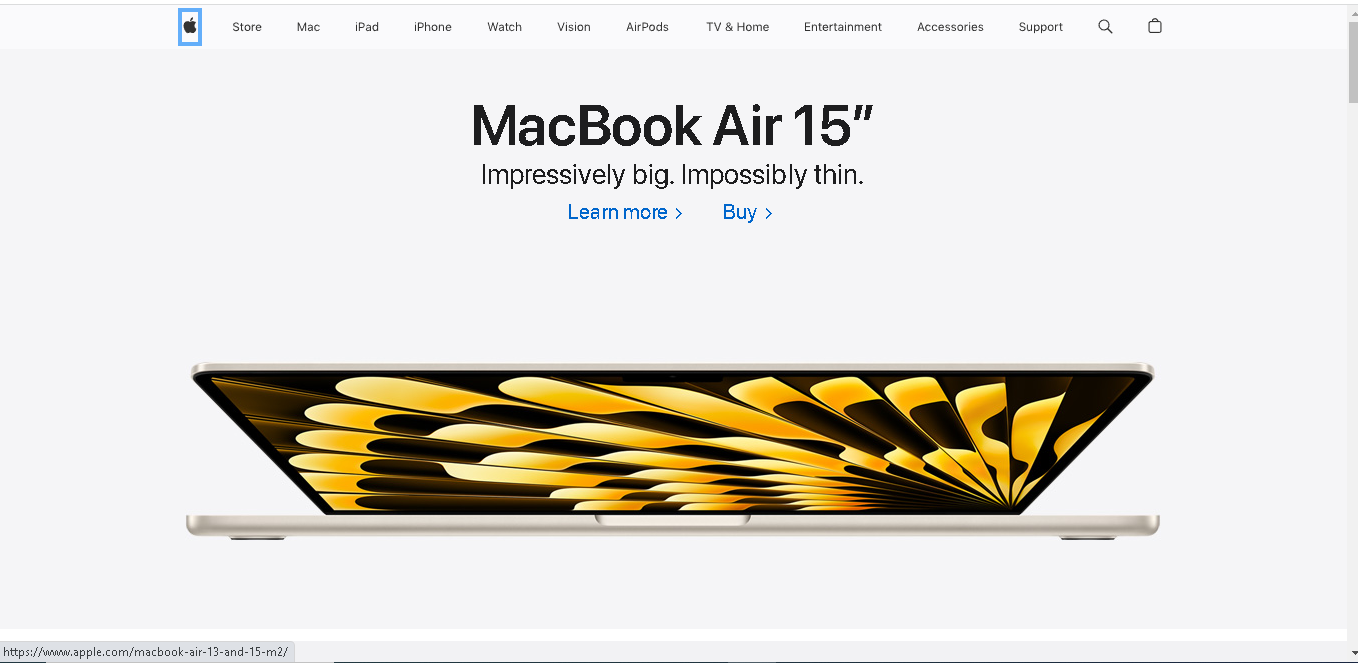 Store Mac iPad iPhone Watch Vision AirPods TV & Home Entertainment Accessories Support
MacBook Air 15”
Impressively big. Impossibly thin.
Learn more > Buy >
https://www.apple.com/macbook-air-13-and-15-m2/